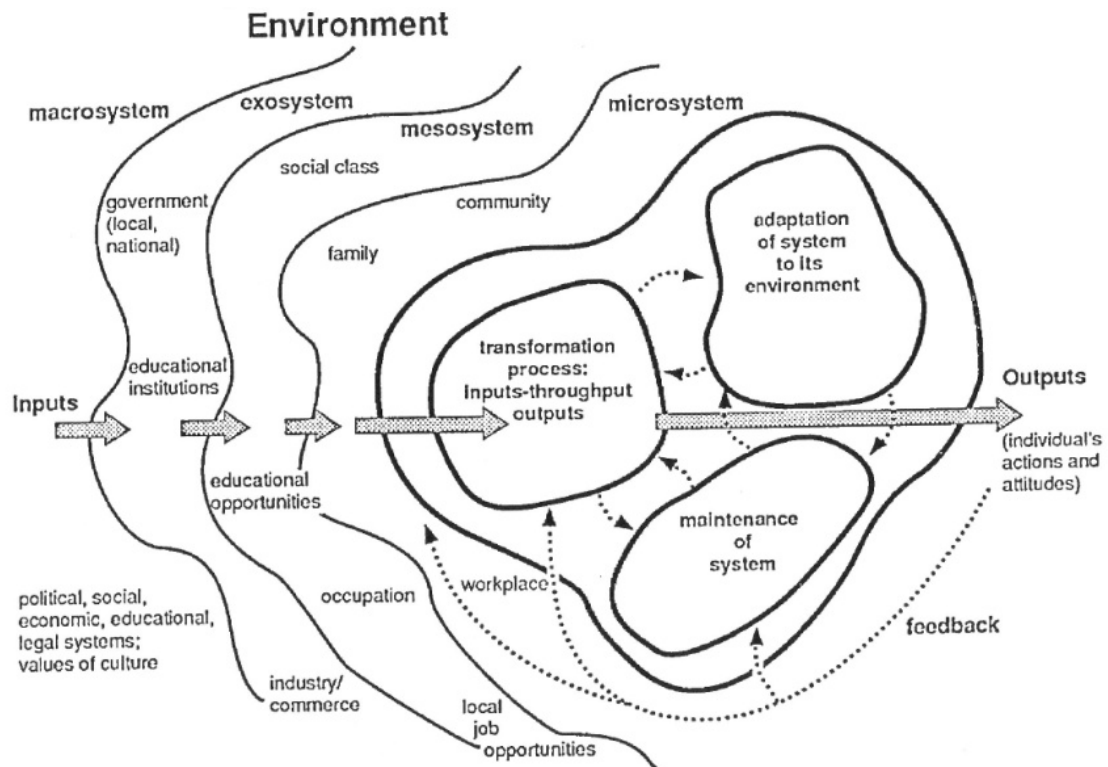 Environment
macrosystem
exosystem
mesosystem
microsystem
social class
government
(local,
national)
community
family
adaptation
of system
to its
environment
transformation
process:
Inputs-throughput
outputs
educational
institutions
Inputs
Outputs
(individual's
actions and
attitudes)
educational
opportunities
maintenance
of
system
workplace
occupation
feedback
political, social,
economic, educational,
legal systems;
values of culture
industry/
commerce
local
job
opportunities